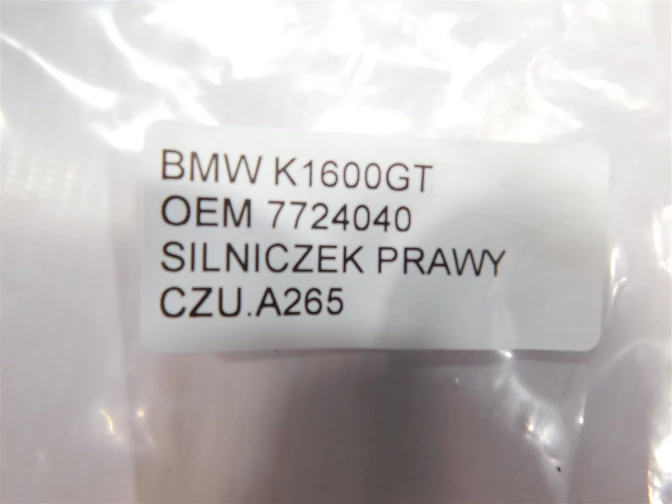 BMW K1600GT
OEM 7724040
SILNICZEK PRAWY
CZU.A265